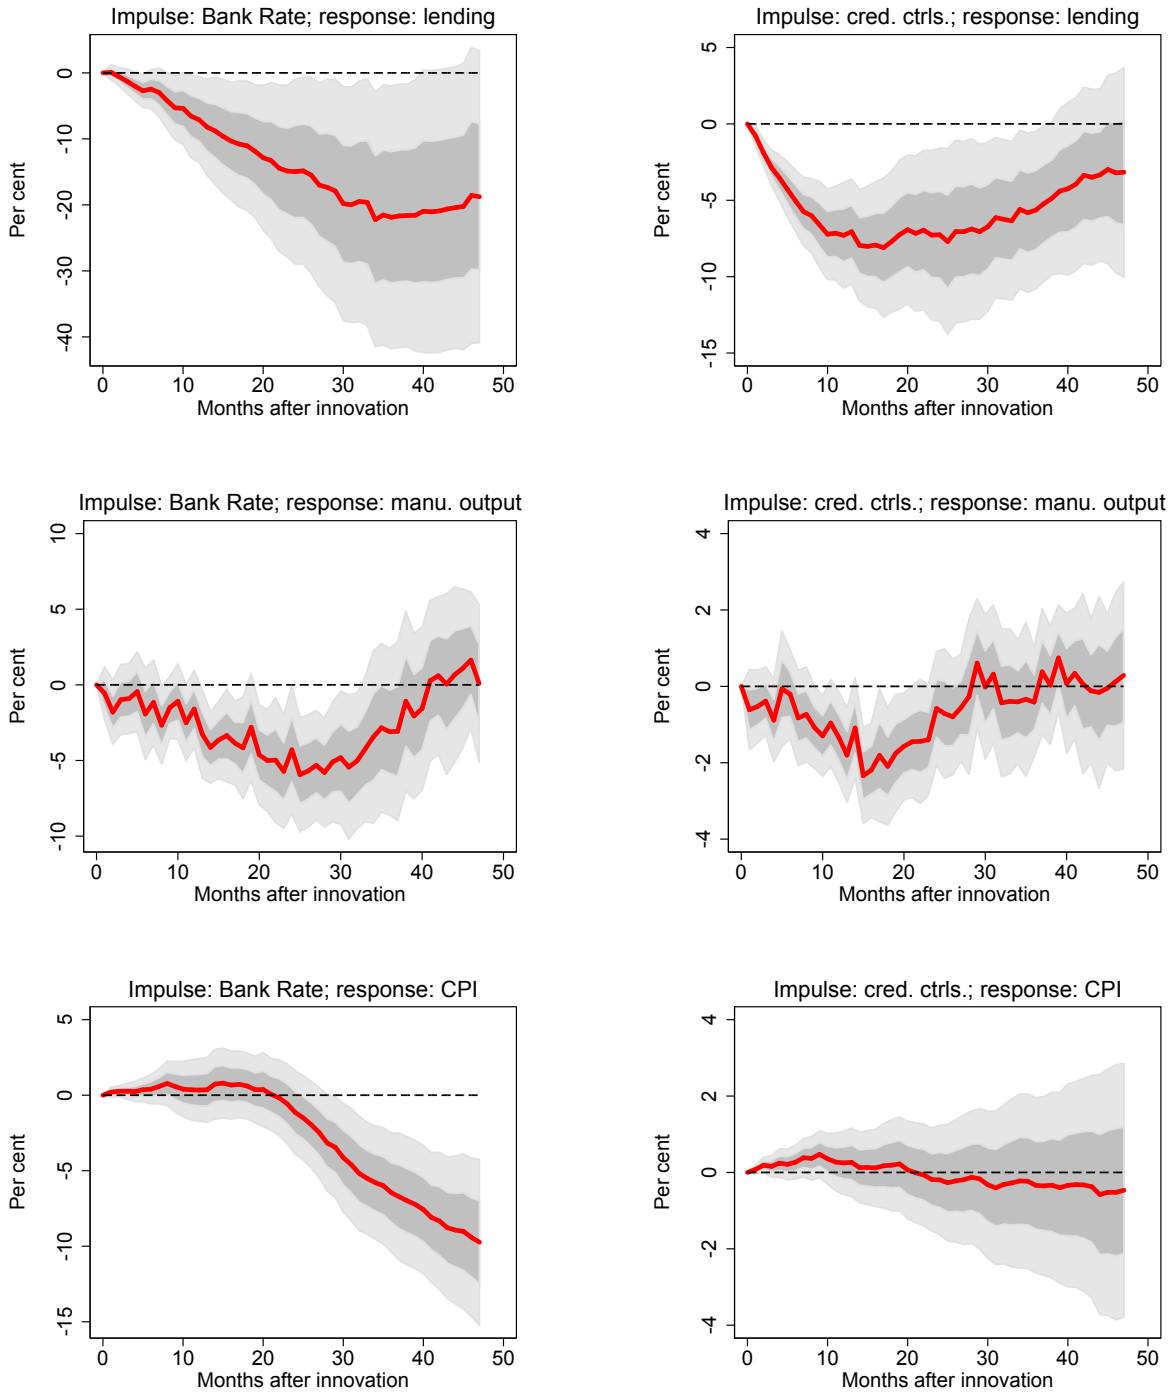 Impulse: Bank Rate; response: lending
Per cent
0
-10
-20
-30
-40
0 10 20 30 40 50
Months after innovation
Impulse: cred. ctrls.; response: lending
Per cent
5
0
-5
-10
-15
0 10 20 30 40 50
Months after innovation
Impulse: Bank Rate; response: manu. output
Per cent
10
5
0
-5
-10
0 10 20 30 40 50
Months after innovation
Impulse: cred. ctrls.; response: manu. output
Per cent
4
2
0
-2
-4
0 10 20 30 40 50
Months after innovation
Impulse: Bank Rate; response: CPI
Per cent
5
0
-5
-10
-15
0 10 20 30 40 50
Months after innovation
Impulse: cred. ctrls.; response: CPI
Per cent
4
2
0
-2
-4
0 10 20 30 40 50
Months after innovation